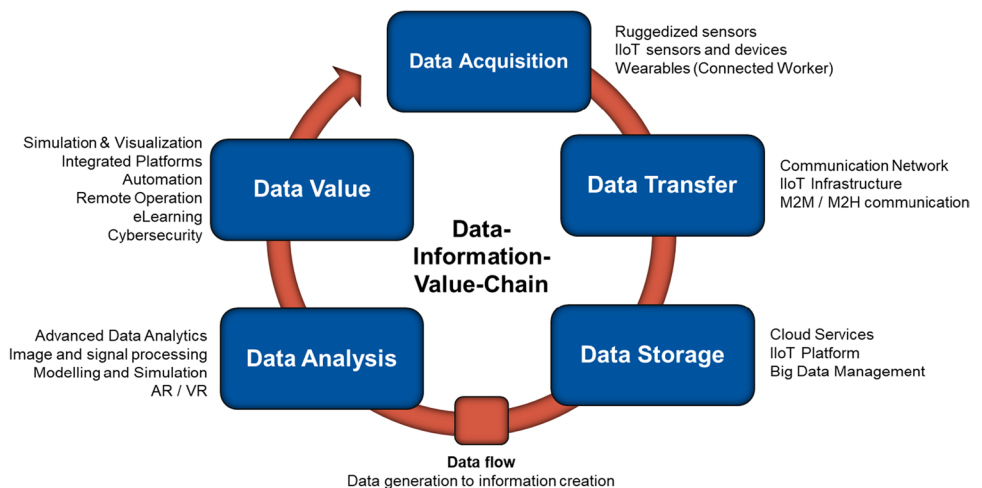 Data Acquisition
Ruggedized sensors
IIoT sensors and devices
Wearables (Connected Worker)
Data Transfer
Communication Network
IIoT Infrastructure
M2M / M2H communication
Data Storage
Cloud Services
IIoT Platform
Big Data Management
Data flow
Data generation to information creation
Data Analysis
Advanced Data Analytics
Image and signal processing
Modelling and Simulation
AR / VR
Data Value
Simulation & Visualization
Integrated Platforms
Automation
Remote Operation
eLearning
Cybersecurity
Data-
Information-
Value-Chain